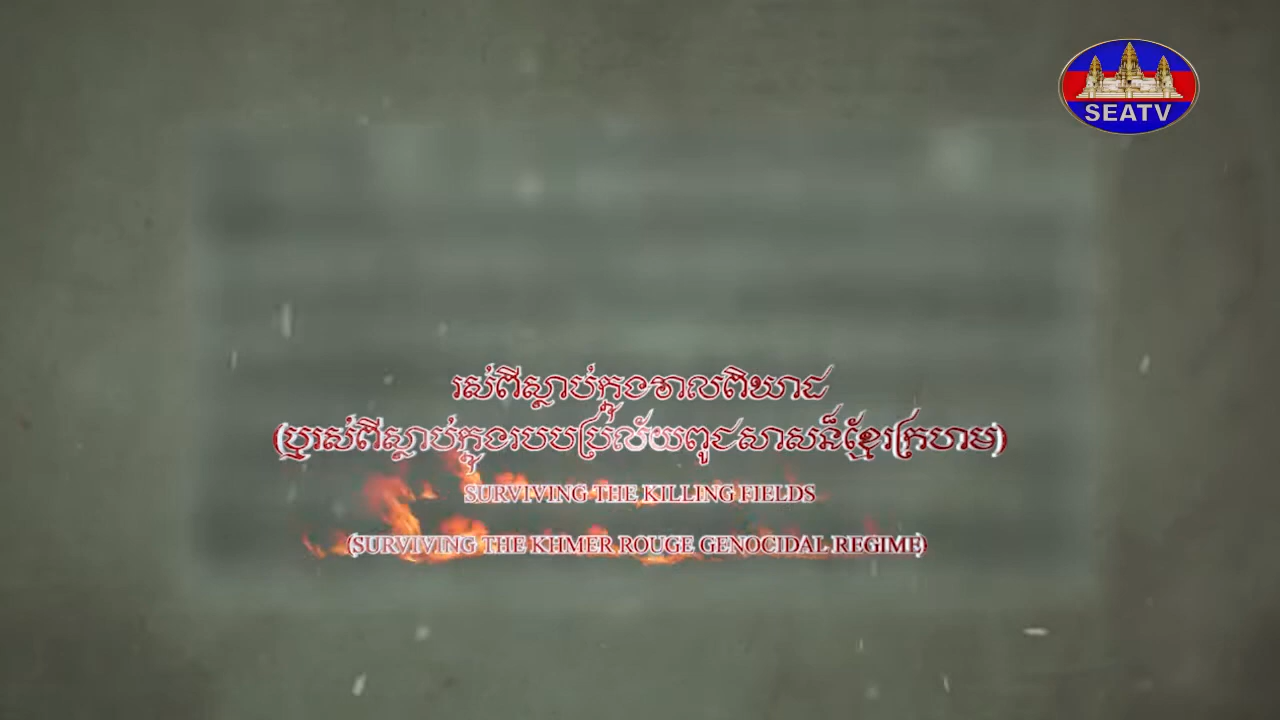 SEATV
រស់ពីស្លាប់ក្នុងវាលពិឃាដ
(ឬរស់ពីស្លាប់ក្នុងរបបប្រល័យពូជសាសន៍ខ្មែរក្រហម)
SURVIVING THE KILLING FIELDS
(SURVIVING THE KHMER ROUGE GENOCIDAL REGIME)